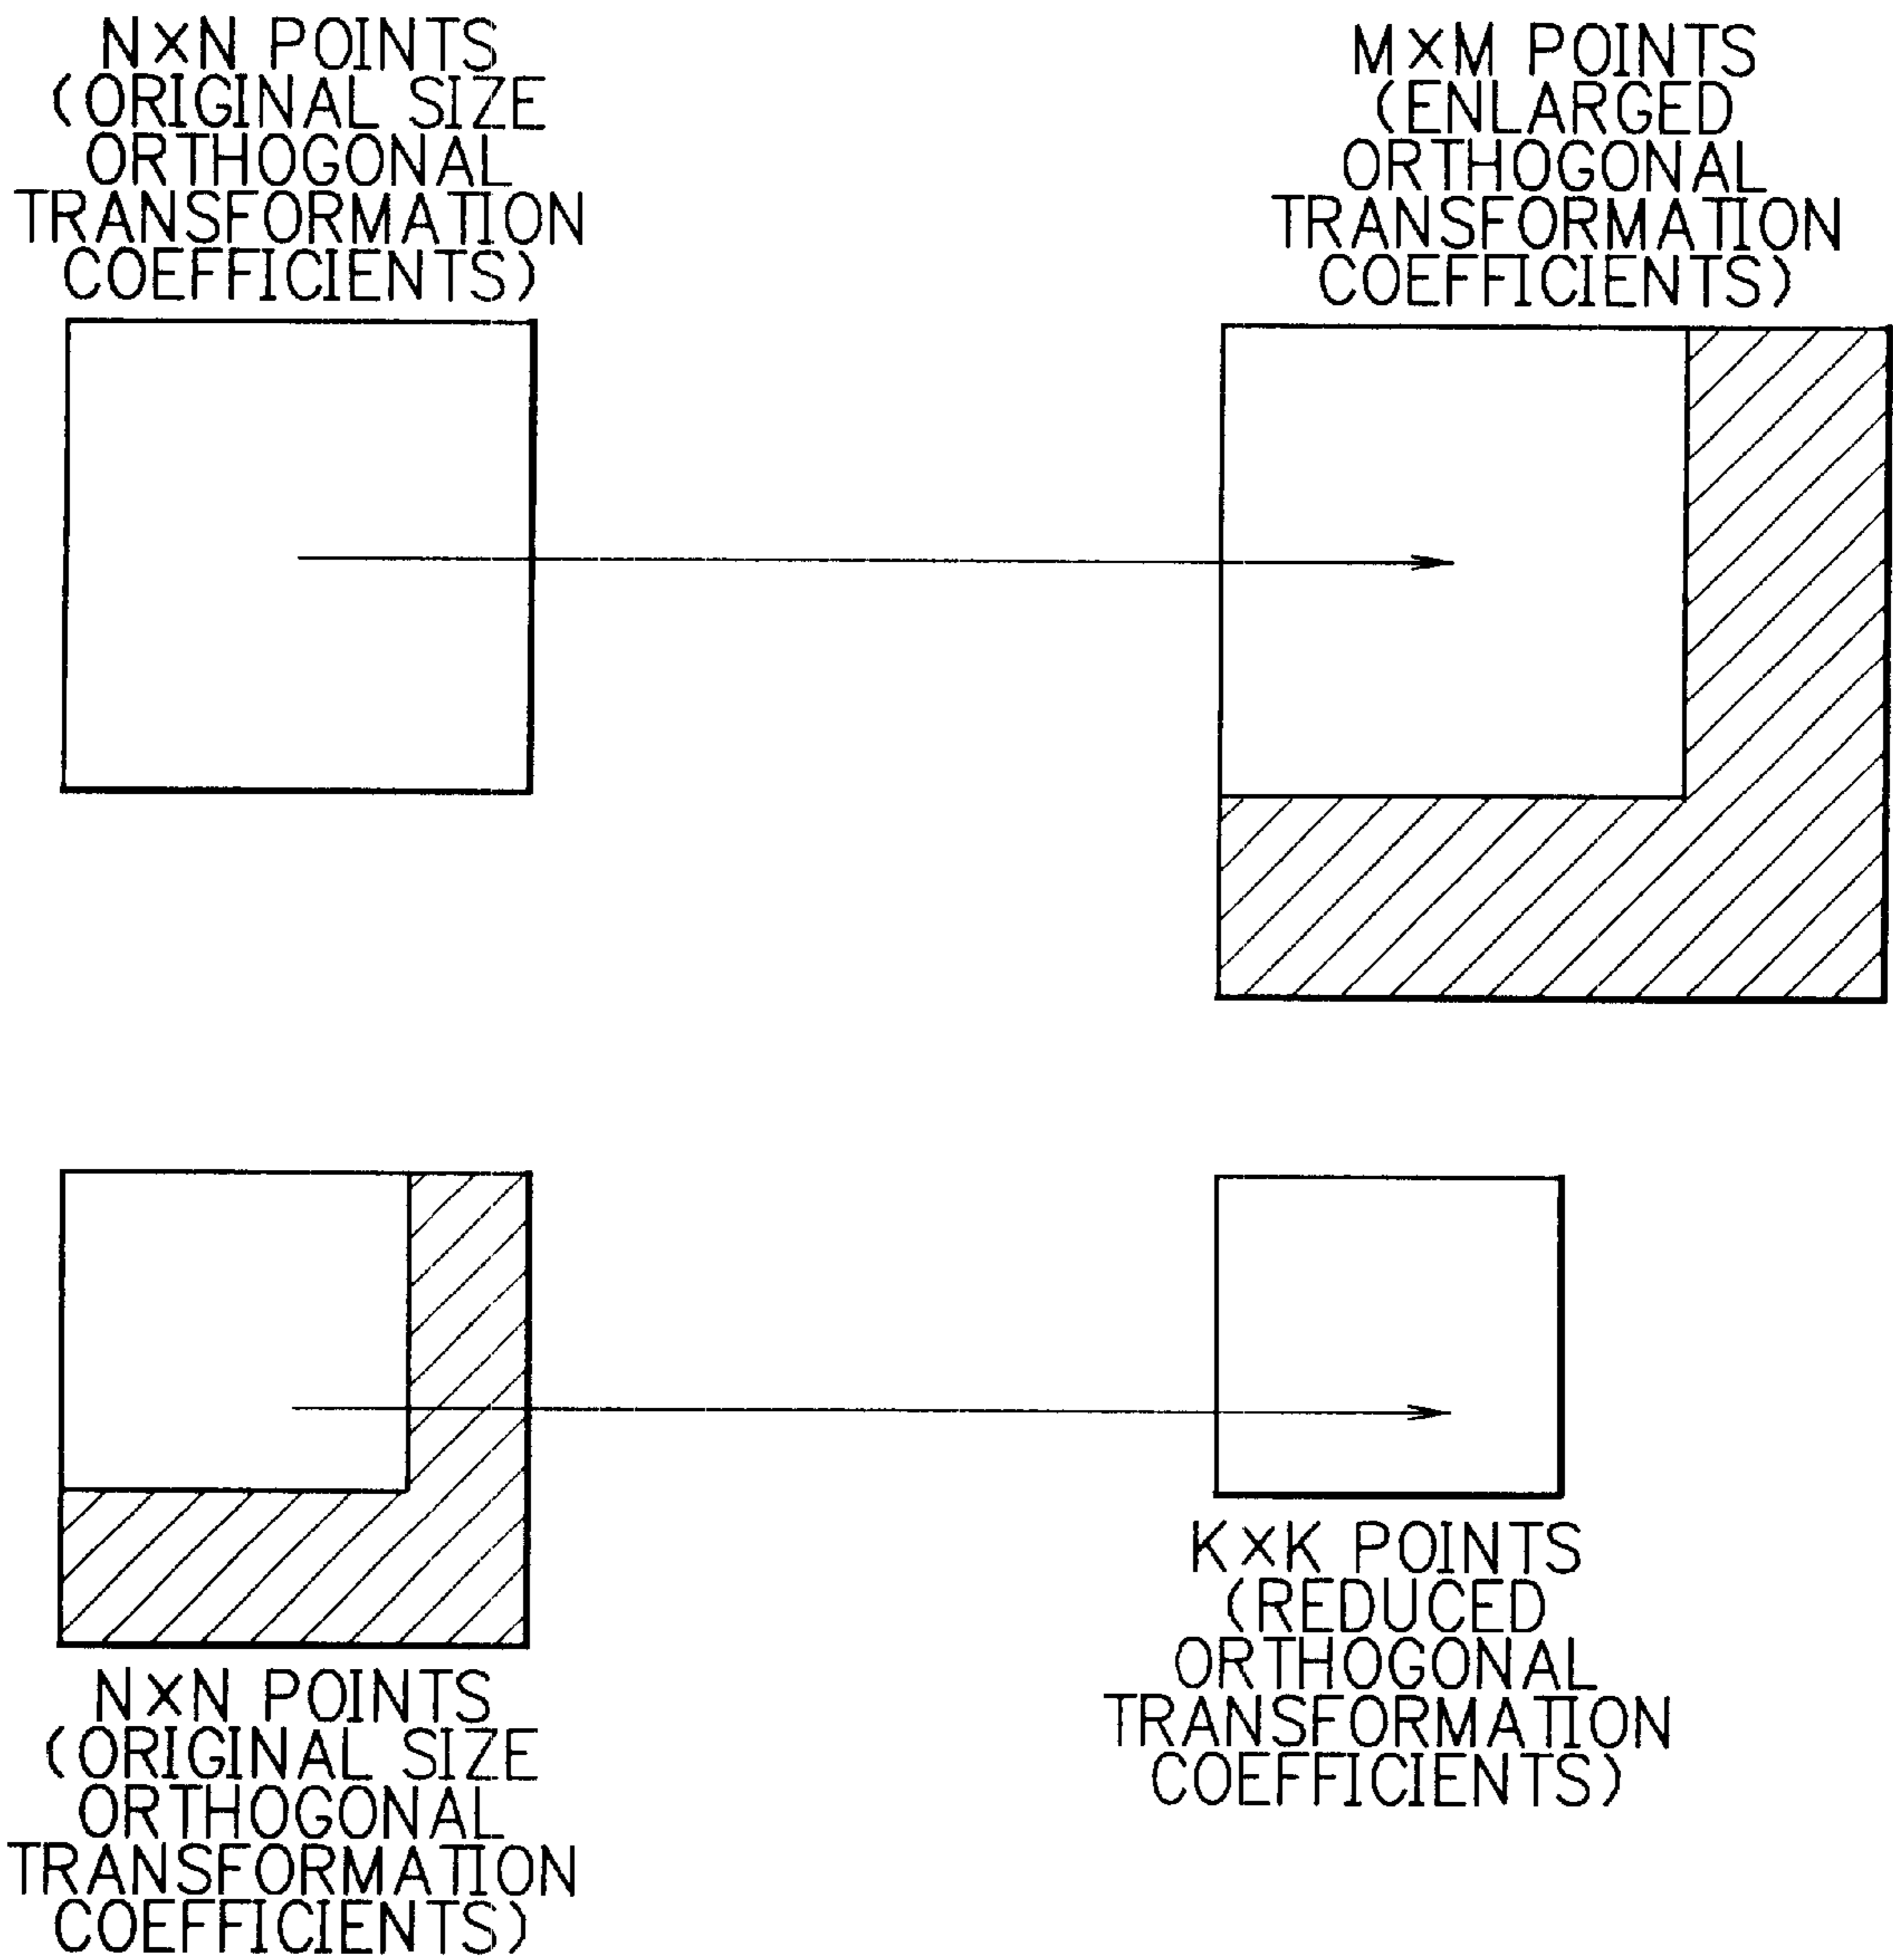 N×N POINTS
(ORIGINAL SIZE
ORTHOGONAL
TRANSFORMATION
COEFFICIENTS)
M×M POINTS
(ENLARGED
ORTHOGONAL
TRANSFORMATION
COEFFICIENTS)
N×N POINTS
(ORIGINAL SIZE
ORTHOGONAL
TRANSFORMATION
COEFFICIENTS)
K×K POINTS
(REDUCED
ORTHOGONAL
TRANSFORMATION
COEFFICIENTS)